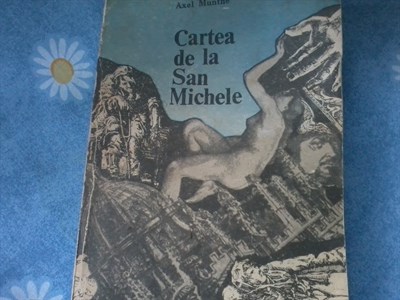 Axel Munthe
Cartea
de la
San
Michele